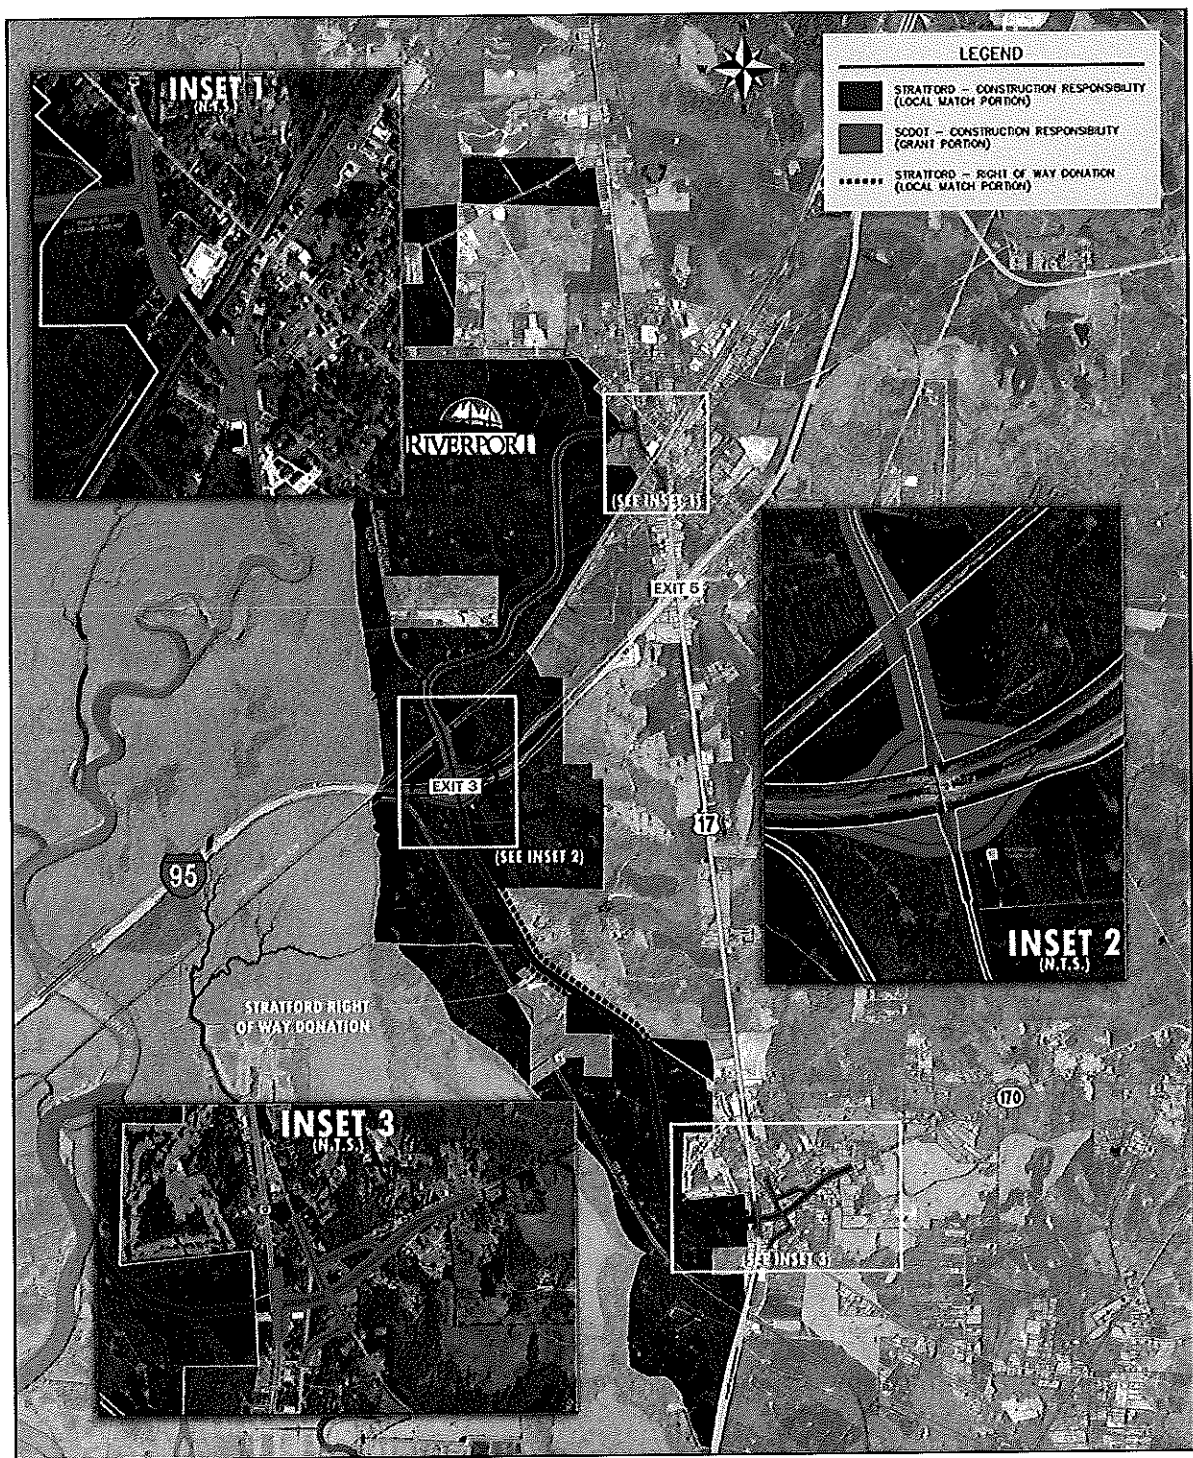 LEGEND
STRATFORD - CONSTRUCTION RESPONSIBILITY
(LOCAL MATCH PORTION)
SCDOT - CONSTRUCTION RESPONSIBILITY
(GRANT PORTION)
STRATFORD - RIGHT OF WAY DONATION
(LOCAL MATCH PORTION)
INSET 1
(N.T.S.)
W
RIVERPORT
(SEE INSET 1)
EXIT 5
EXIT 3
(SEE INSET 2)
17
95
INSET 2
(N.T.S.)
STRATFORD RIGHT
OF WAY DONATION
170
INSET 3
(N.T.S.)
(SEE INSET 3)